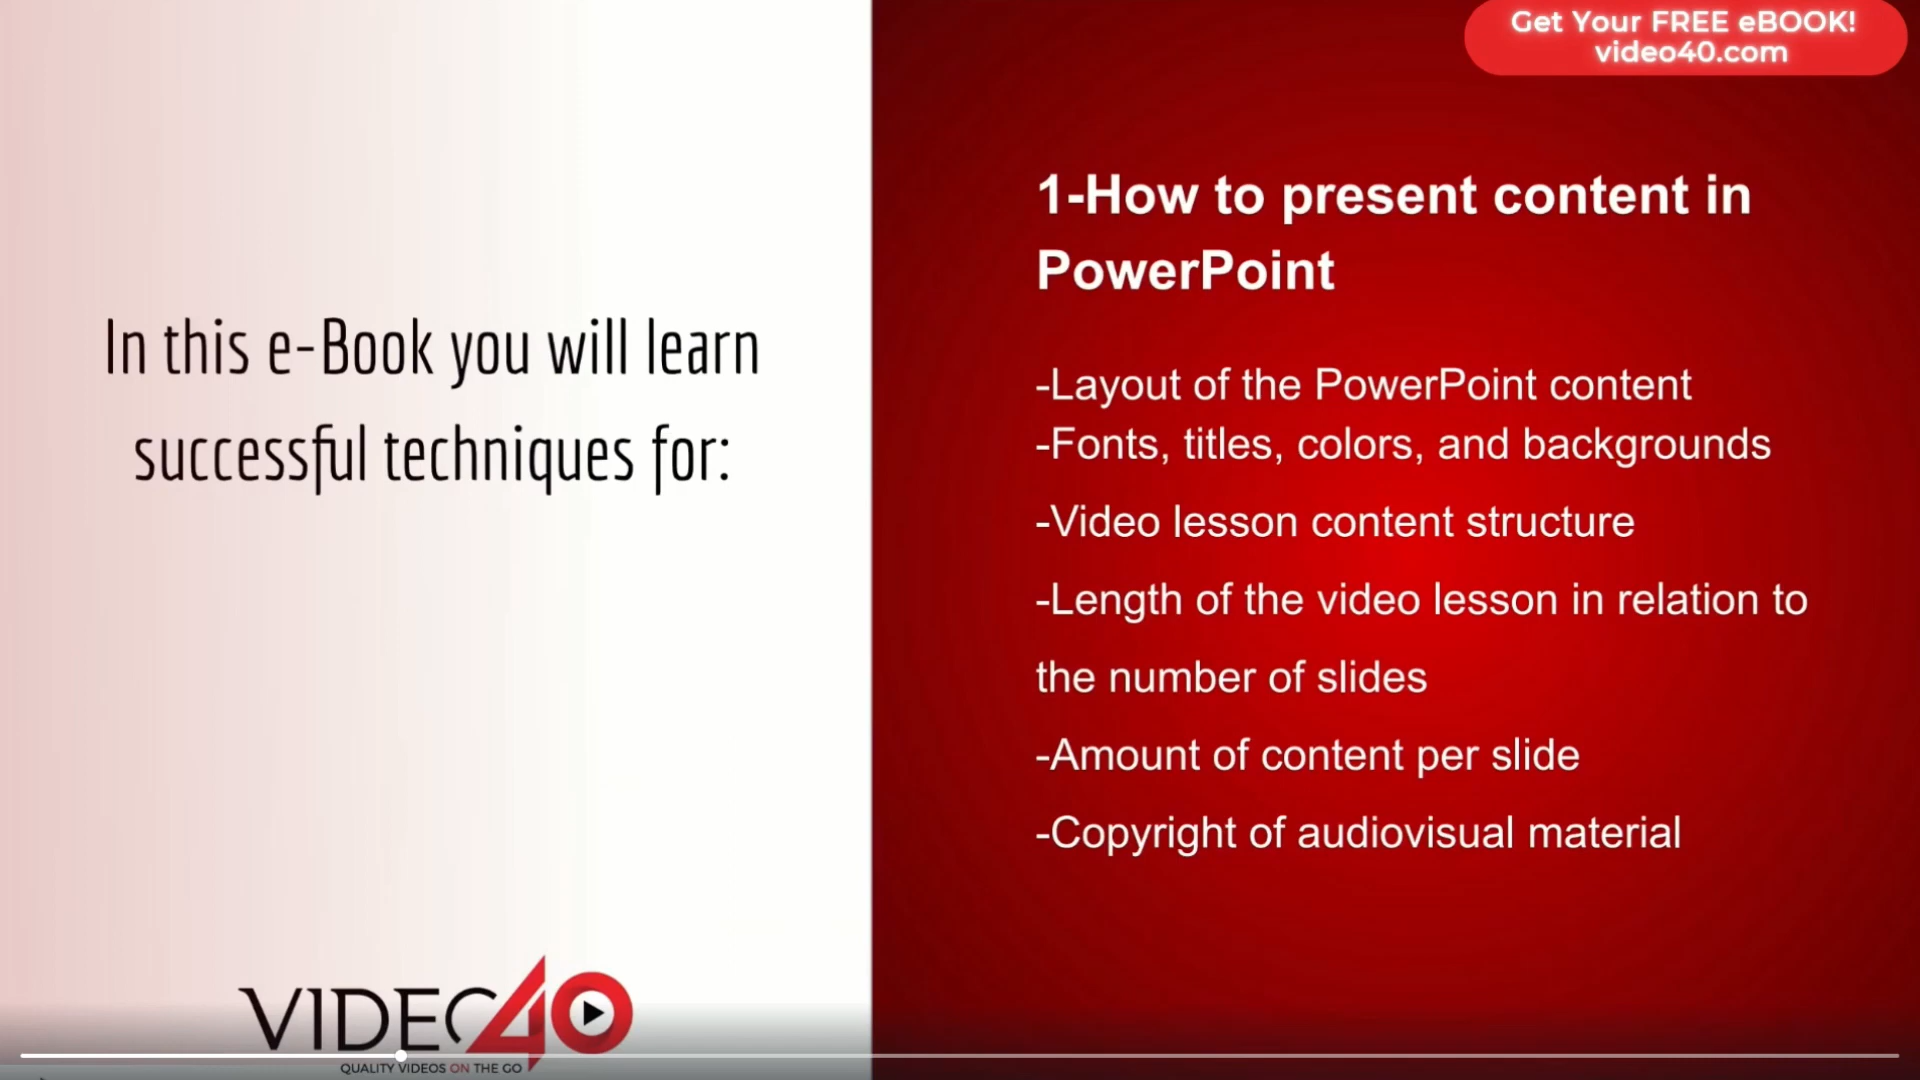 Get Your FREE eBOOK!
video40.com
In this e-Book you will learn
successful techniques for:
1-How to present content in
PowerPoint
-Layout of the PowerPoint content
-Fonts, titles, colors, and backgrounds
-Video lesson content structure
-Length of the video lesson in relation to
the number of slides
-Amount of content per slide
-Copyright of audiovisual material
VIDEO40
QUALITY VIDEOS ON THE GO